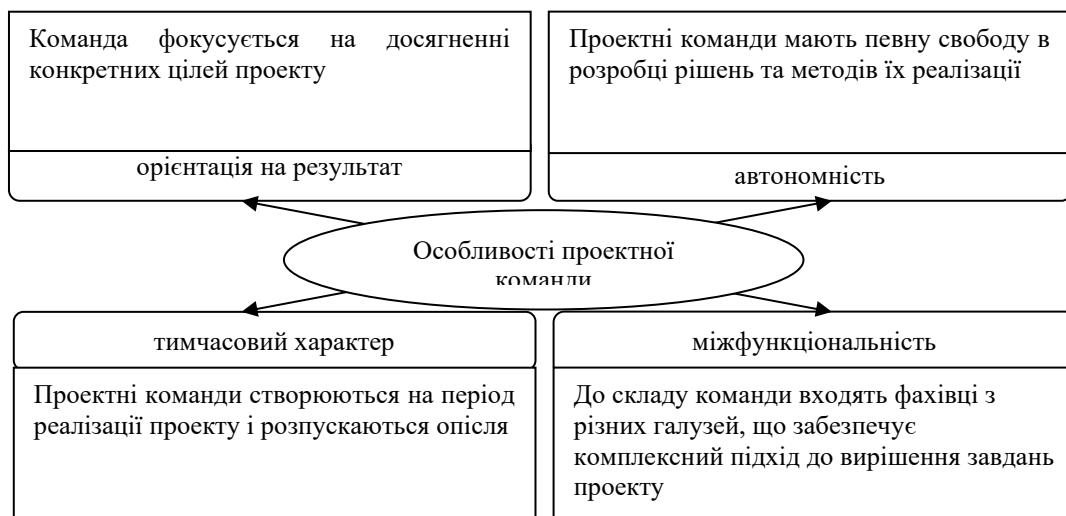 Команда фокусується на досягненні
конкретних цілей проекту
орієнтація на результат
Проектні команди мають певну свободу в
розробці рішень та методів їх реалізації
автономність
Особливості проектної
команди
тимчасовий характер
Проектні команди створюються на період
реалізації проекту і розпускаються опісля
міжфункціональність
До складу команди входять фахівці з
різних галузей, що забезпечує
комплексний підхід до вирішення завдань
проекту